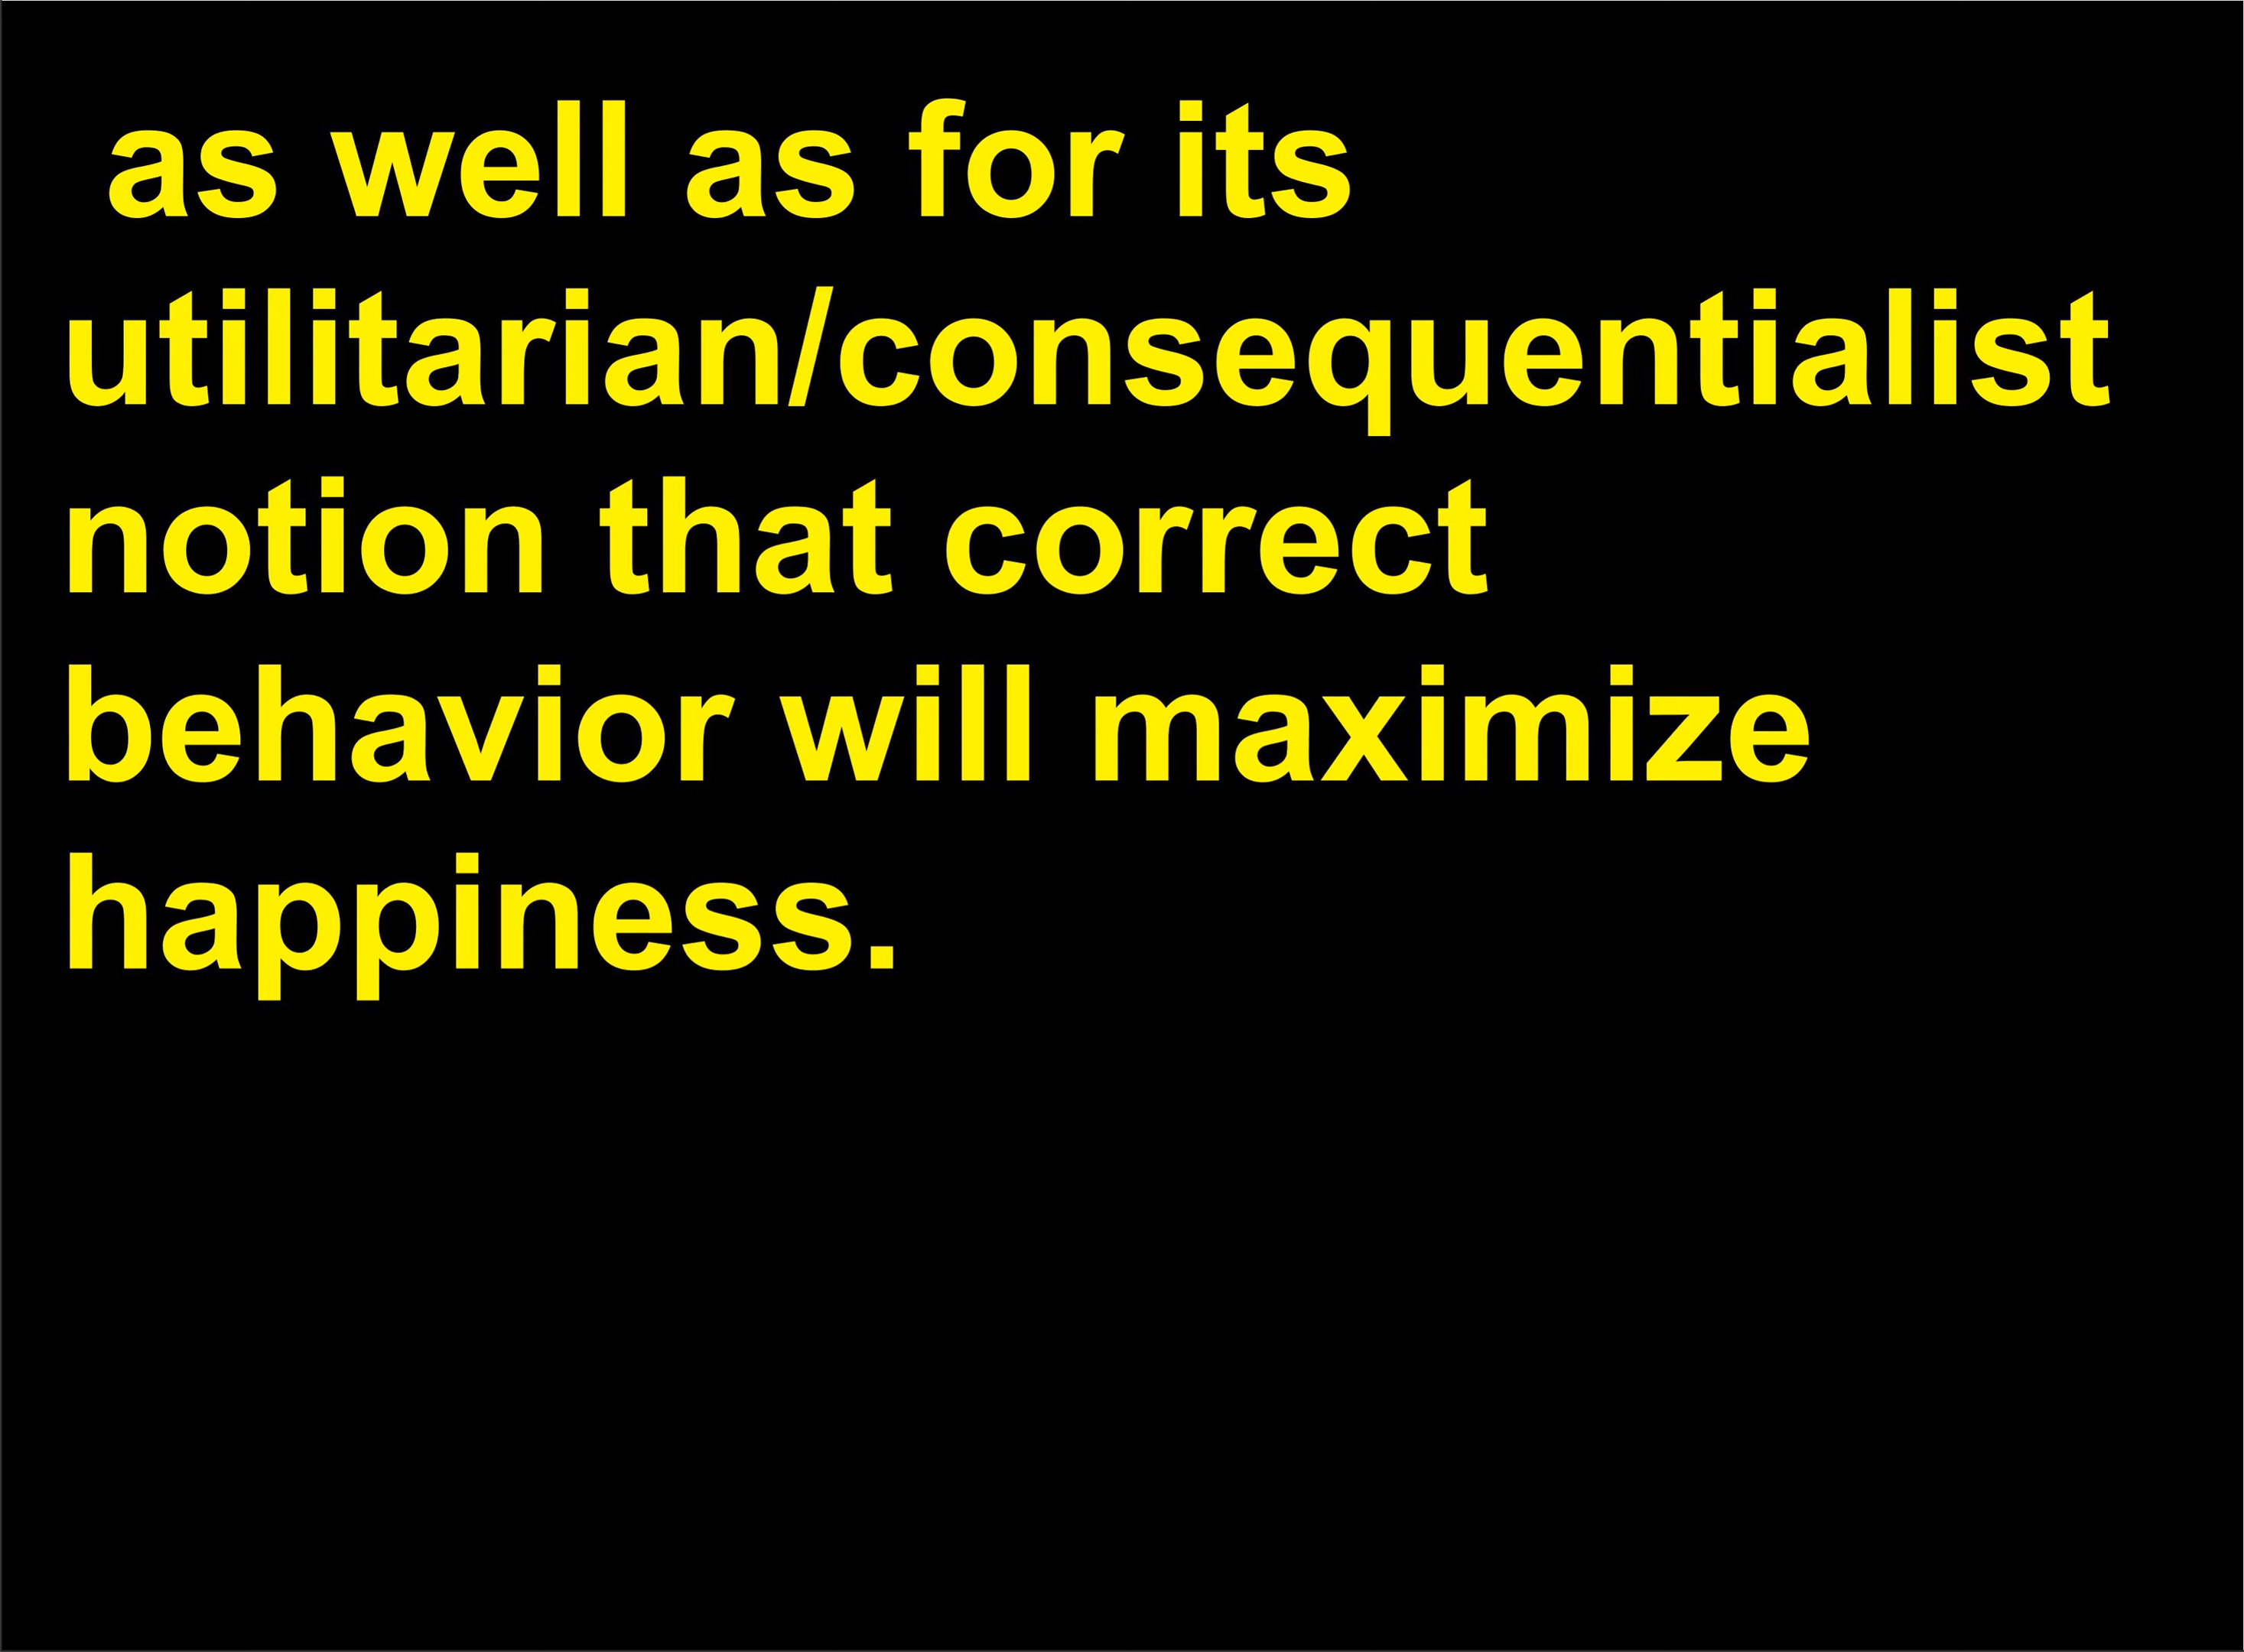 as well as for its
utilitarian/consequentialist
notion that correct
behavior will maximize
happiness.